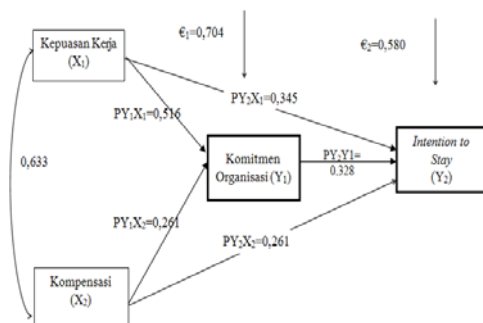 €1=0,704
€2=0,580
Kepuasan Kerja
(X1)
PY2X1=0,345
PY1X1=0,516
0,633
Komitmen
Organisasi (Y1)
PY2Y1=
0.328
Intention to
Stay
(Y2)
PY1X2=0,261
PY2X2=0,261
Kompensasi
(X2)